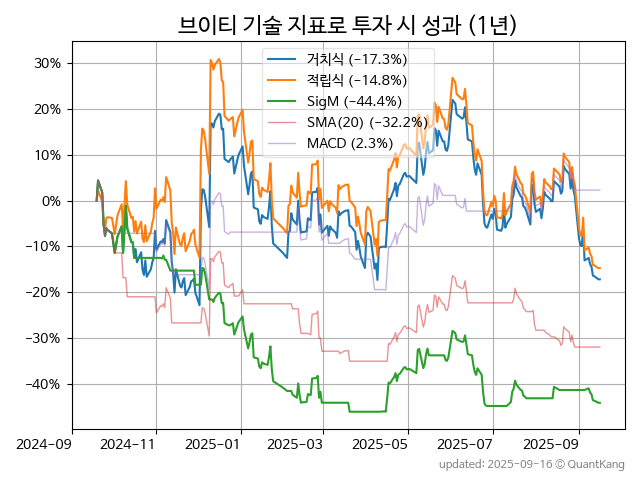 브이티 기술 지표로 투자 시 성과 (1년)
거치식 (−17.3%)
적립식 (−14.8%)
SigM (−44.4%)
SMA(20) (−32.2%)
MACD (2.3%)
30%
20%
10%
0%
−10%
−20%
−30%
−40%
2024-09 2024-11 2025-01 2025-03 2025-05 2025-07 2025-09
updated: 2025-09-16 ⓒ QuantKang